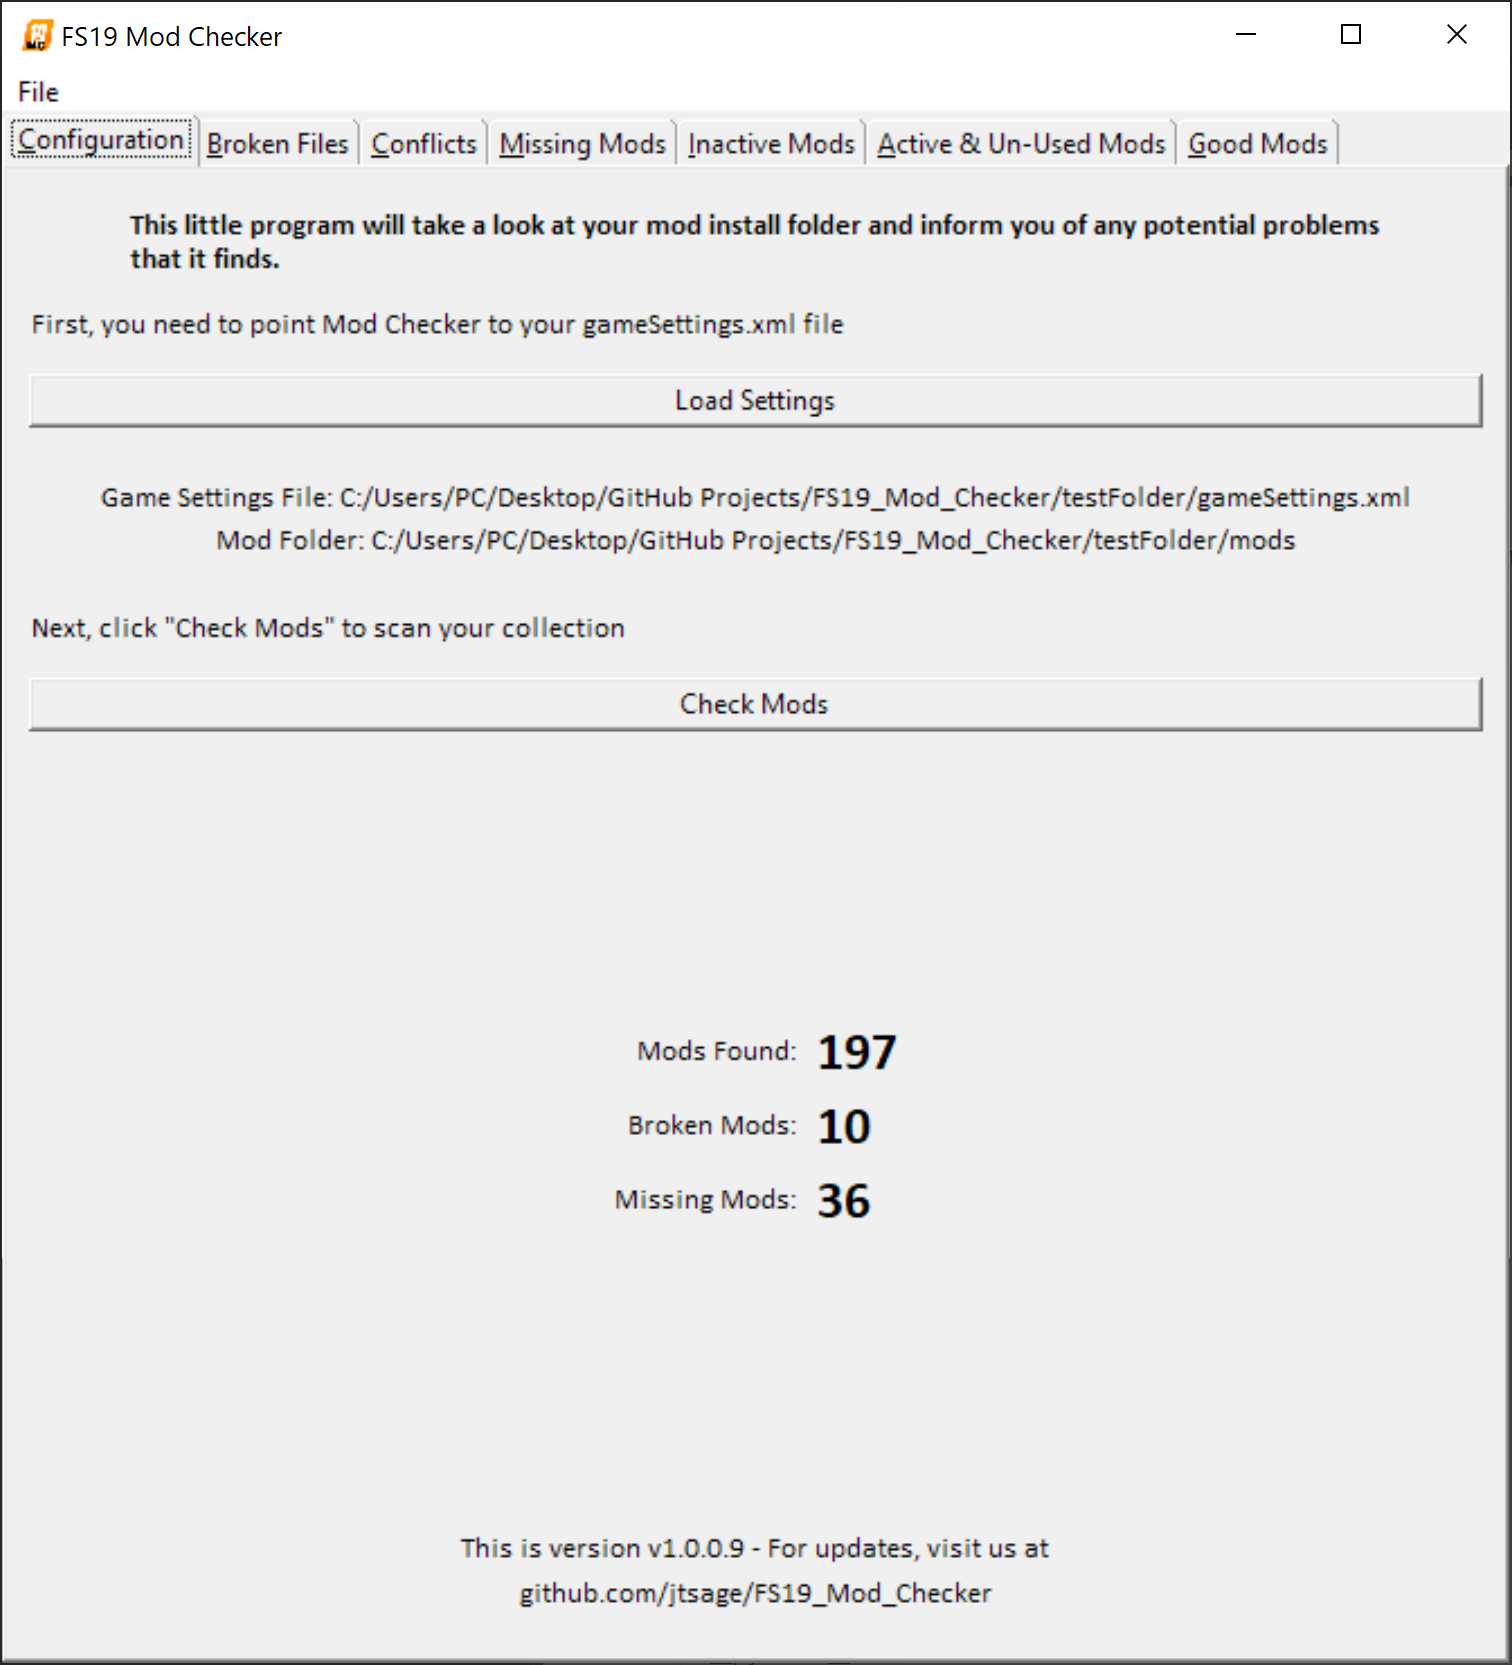 FS19 Mod Checker
File
Configuration Broken Files Conflicts Missing Mods Inactive Mods Active & Un-Used Mods Good Mods
This little program will take a look at your mod install folder and inform you of any potential problems
that it finds.
First, you need to point Mod Checker to your gameSettings.xml file
Load Settings
Game Settings File: C:/Users/PC/Desktop/GitHub Projects/FS19_Mod_Checker/testFolder/gameSettings.xml
Mod Folder: C:/Users/PC/Desktop/GitHub Projects/FS19_Mod_Checker/testFolder/mods
Next, click "Check Mods" to scan your collection
Check Mods
Mods Found: 197
Broken Mods: 10
Missing Mods: 36
This is version v1.0.0.9 - For updates, visit us at
github.com/jtsage/FS19_Mod_Checker